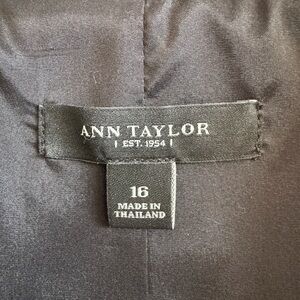 ANN TAYLOR
| EST. 1954 |
16
MADE IN
THAILAND